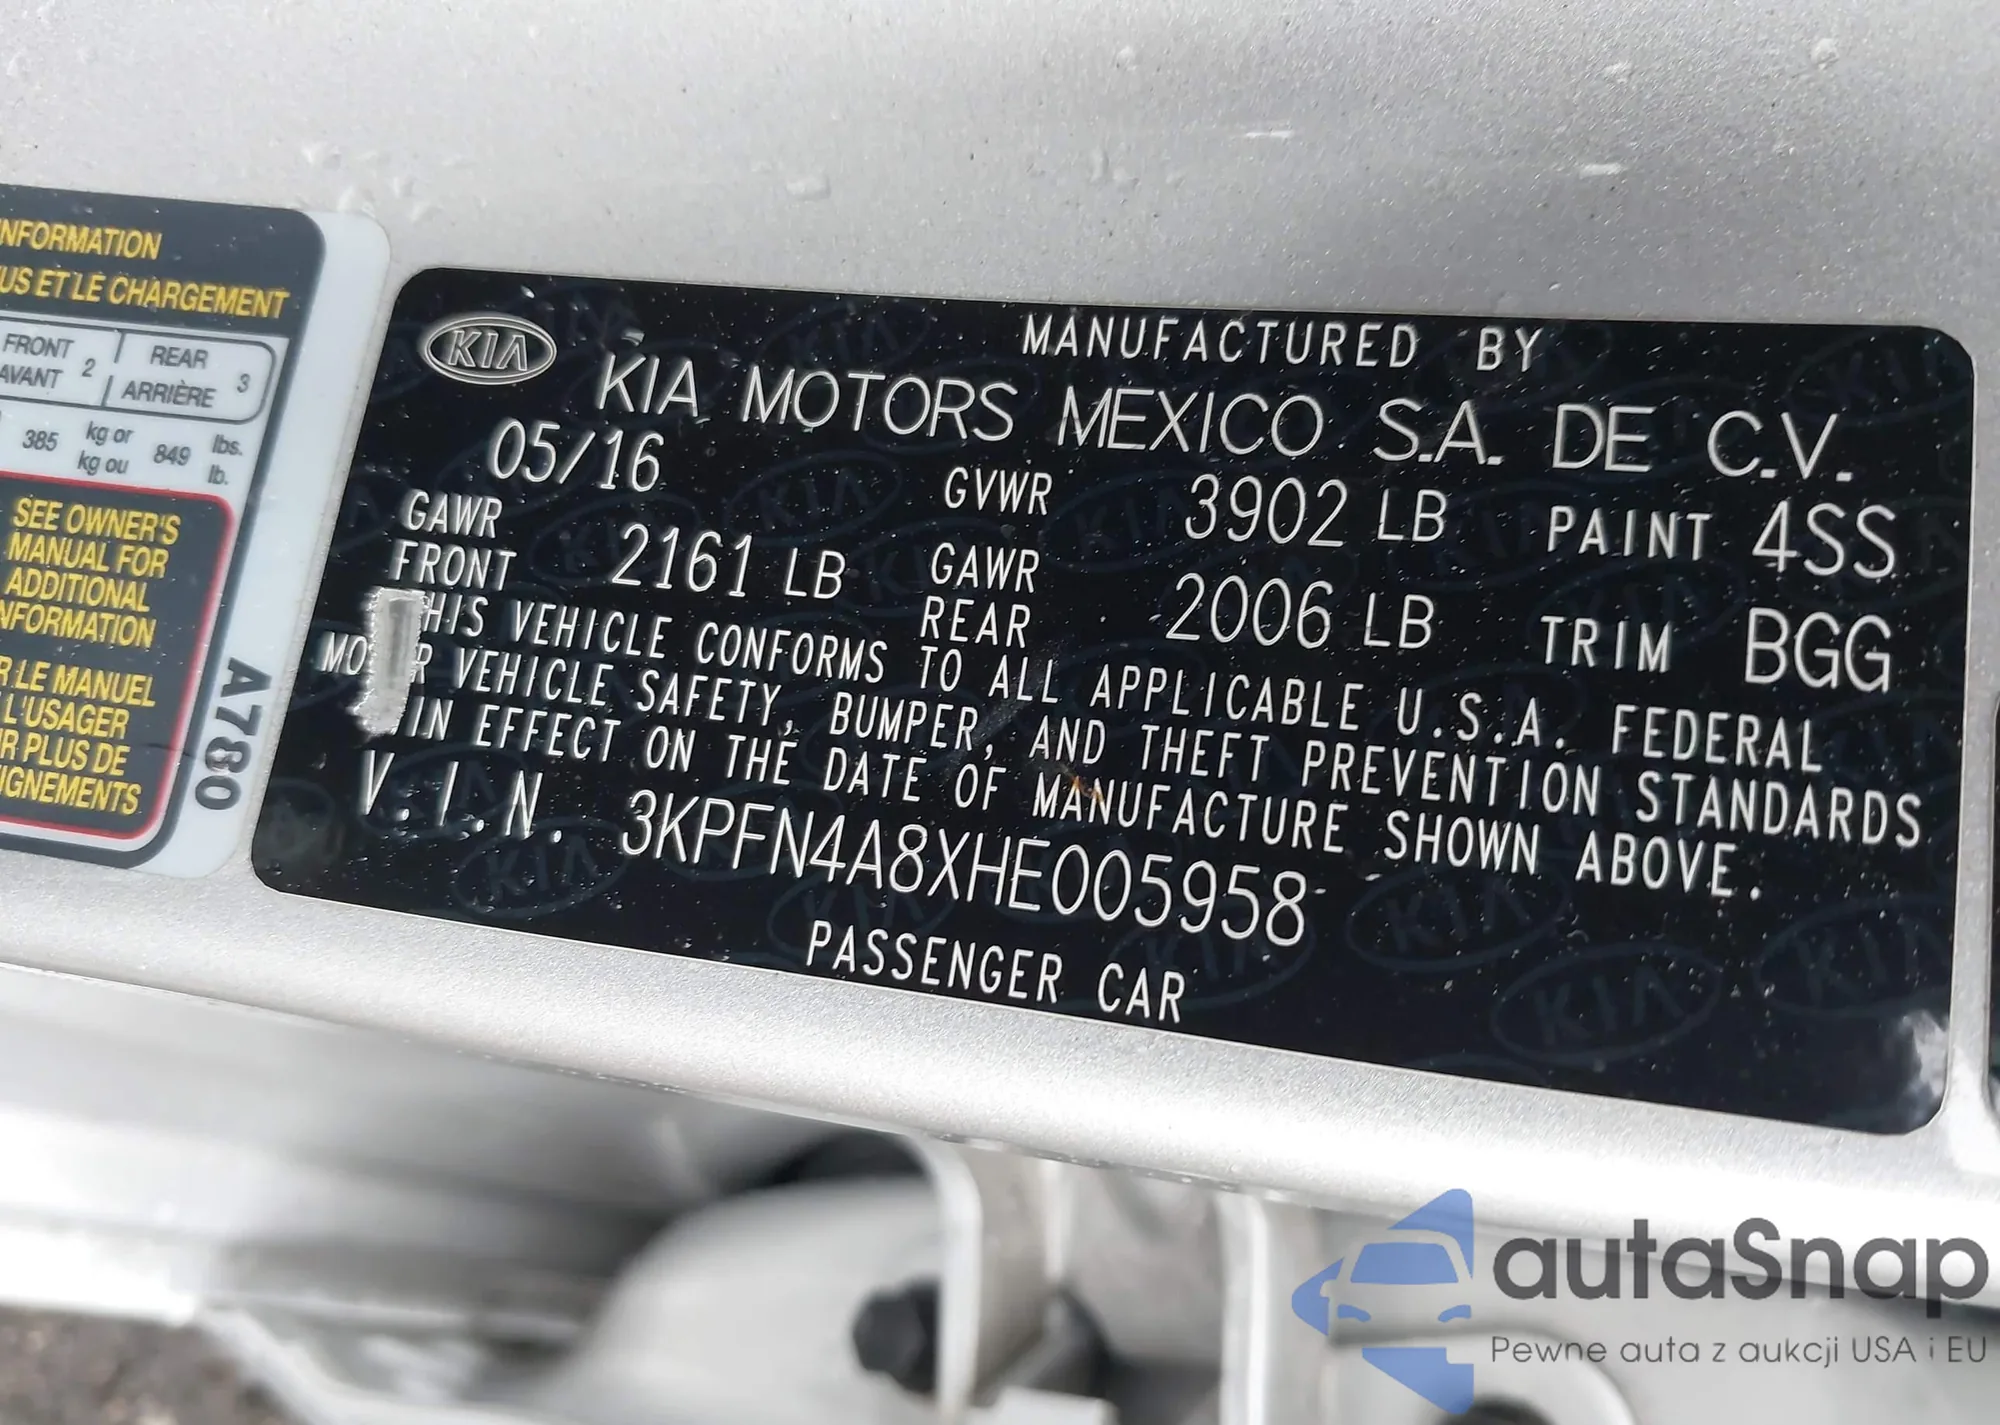 NFORMATION
US ET LE CHARGEMENT
FRONT 2 REAR 3
AVANT ARRIÈRE
385 kg or 849 lbs.
kg ou lb.
SEE OWNER'S
MANUAL FOR
ADDITIONAL
NFORMATION
R LE MANUEL
L'USAGER
R PLUS DE
IGNEMENTS
A780
KIA
MANUFACTURED BY
KIA MOTORS MEXICO S.A. DE C.V.
05/16 GVWR 3902 LB PAINT 4SS
GAWR FRONT 2161 LB GAWR REAR 2006 LB TRIM BGG
HIS VEHICLE CONFORMS TO ALL APPLICABLE U.S.A. FEDERAL
MO R VEHICLE SAFETY, BUMPER, AND THEFT PREVENTION STANDARDS
IN EFFECT ON THE DATE OF MANUFACTURE SHOWN ABOVE.
V.I.N. 3KPFN4A8XHE005958
PASSENGER CAR
autaSnap
Pewne auta z aukcji USA i EU